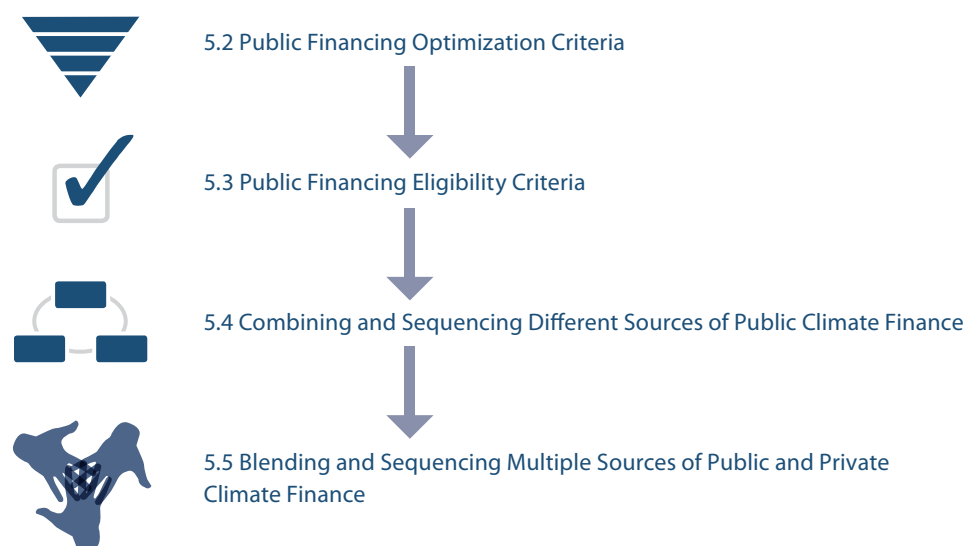 5.2 Public Financing Optimization Criteria
5.3 Public Financing Eligibility Criteria
5.4 Combining and Sequencing Different Sources of Public Climate Finance
5.5 Blending and Sequencing Multiple Sources of Public and Private
Climate Finance